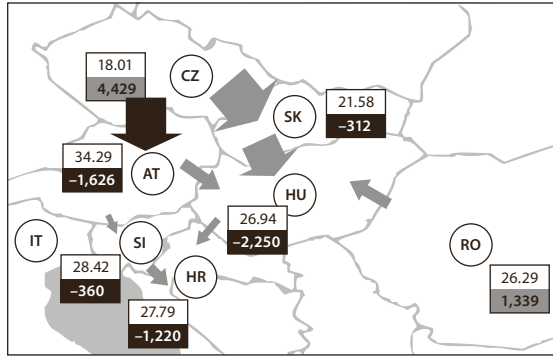 18.01
4,429
CZ
SK
21.58
–312
34.29
–1,626
AT
HU
26.94
–2,250
IT
SI
RO
28.42
–360
HR
26.29
1,339
27.79
–1,220